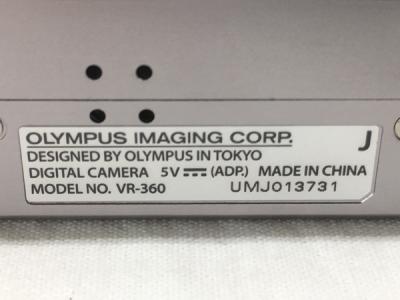 OLYMPUS IMAGING CORP. J
DESIGNED BY OLYMPUS IN TOKYO
DIGITAL CAMERA 5V⎓(ADP.) MADE IN CHINA
MODEL NO. VR-360 UMJ013731